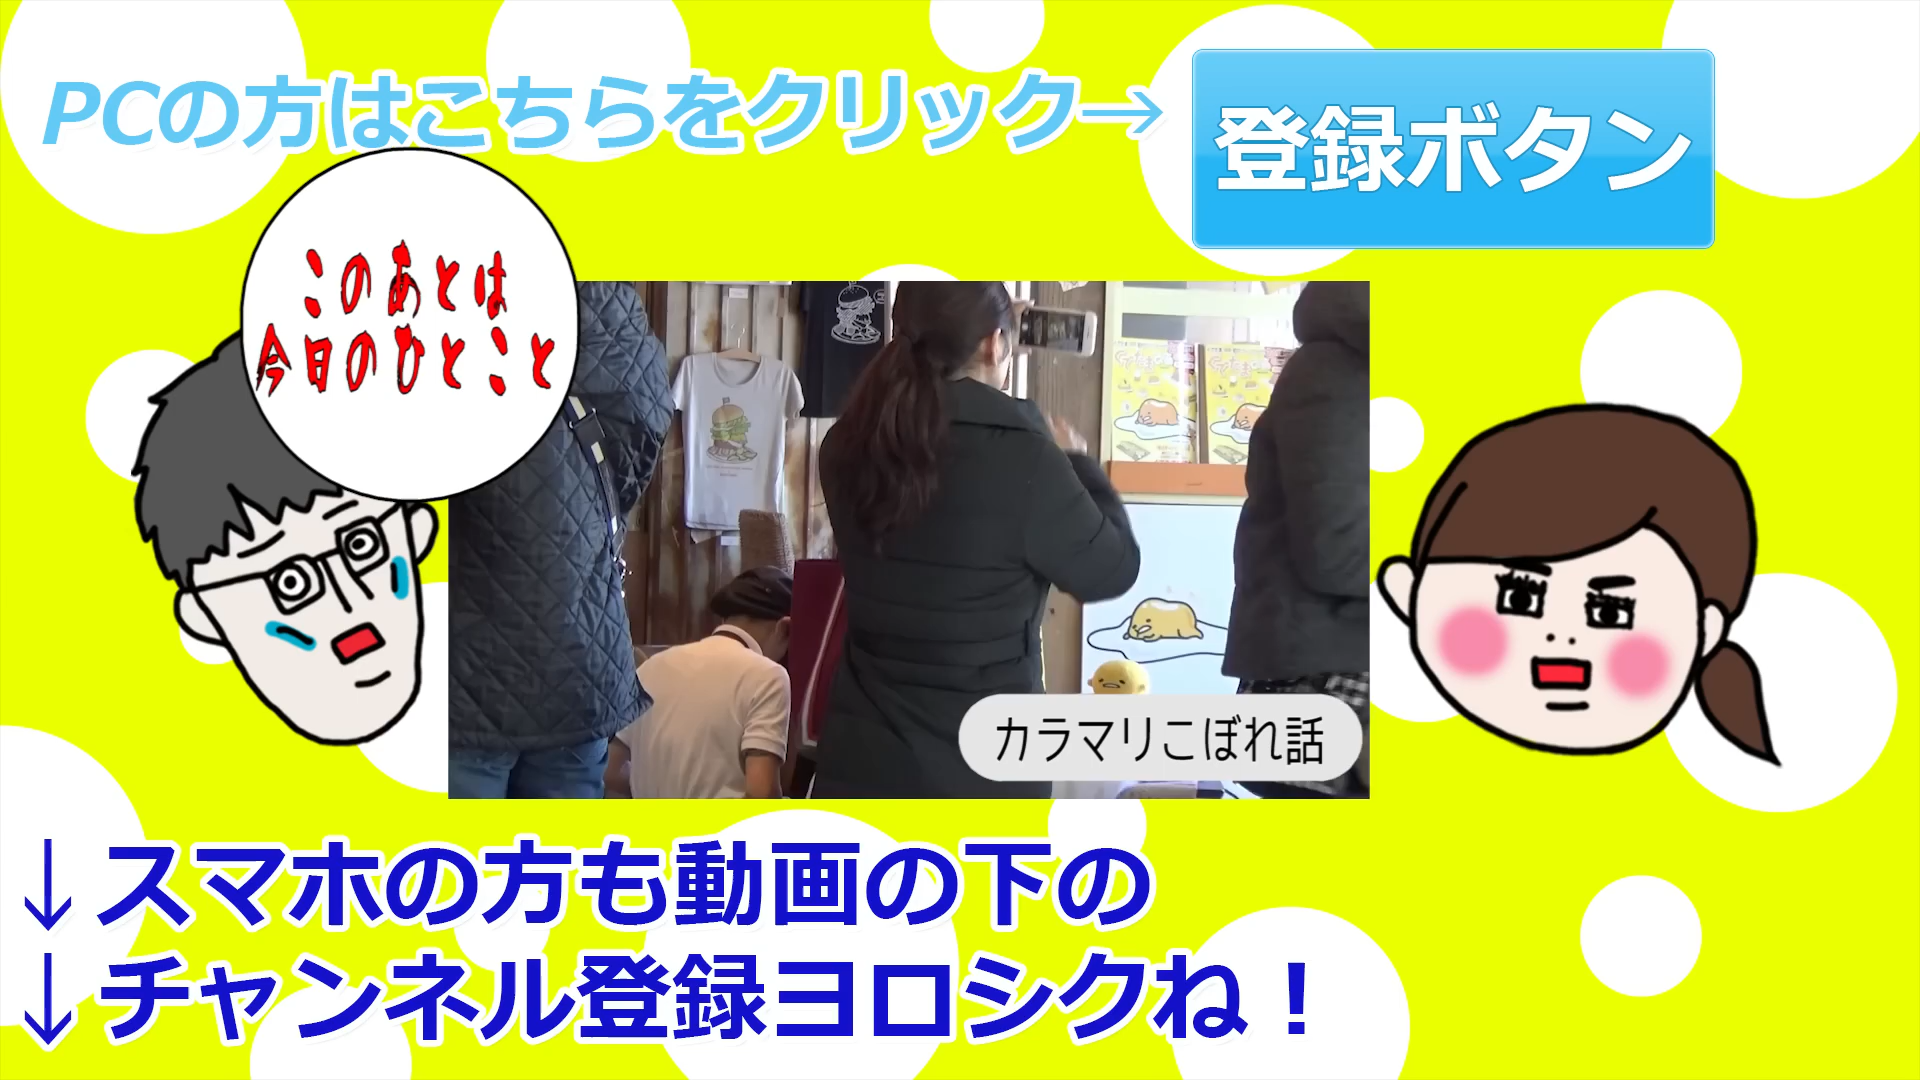 PCの方はこちらをクリック→
登録ボタン
このあとは
今日のひとこと
カラマリこぼれ話
↓スマホの方も動画の下の
↓チャンネル登録ヨロシクね！